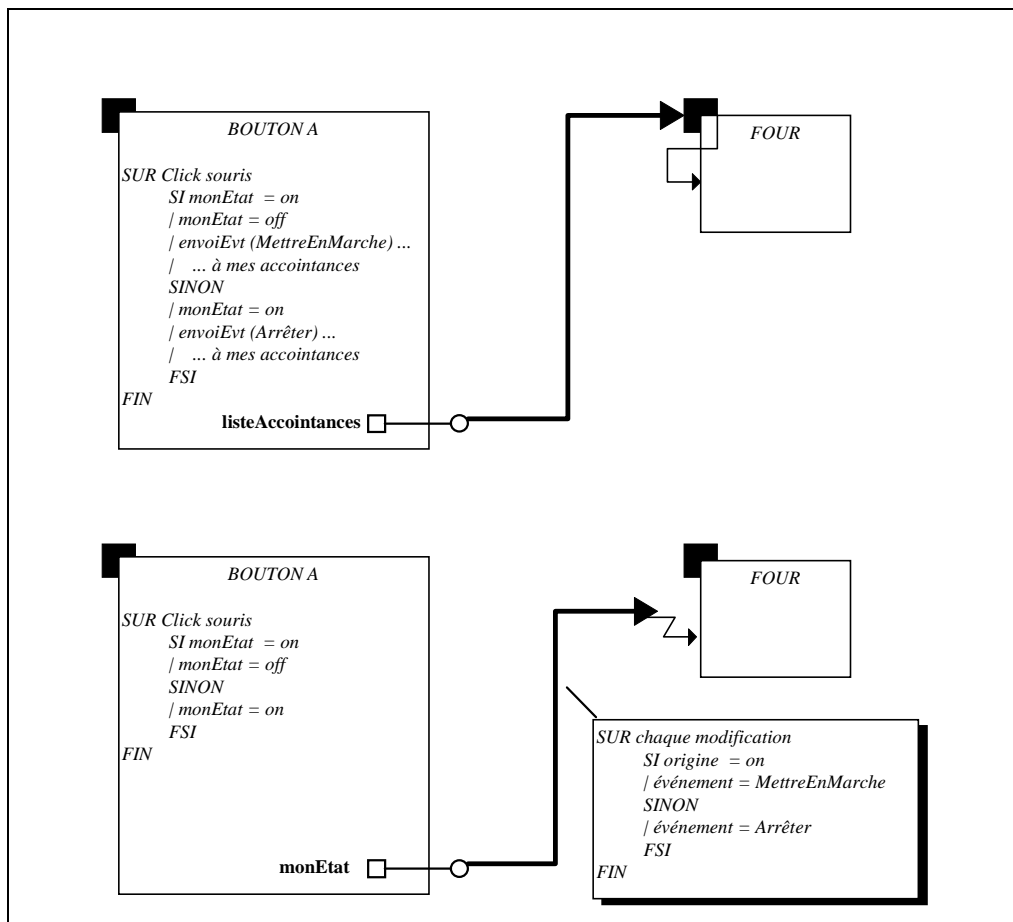 BOUTON A
SUR Click souris
SI monEtat = on
| monEtat = off
| envoiEvt (MettreEnMarche) ...
| ... à mes accointances
SINON
| monEtat = on
| envoiEvt (Arrêter) ...
| ... à mes accointances
FSI
FIN
listeAccointances
FOUR
BOUTON A
SUR Click souris
SI monEtat = on
| monEtat = off
SINON
| monEtat = on
FSI
FIN
monEtat
FOUR
SUR chaque modification
SI origine = on
| événement = MettreEnMarche
SINON
| événement = Arrêter
FSI
FIN